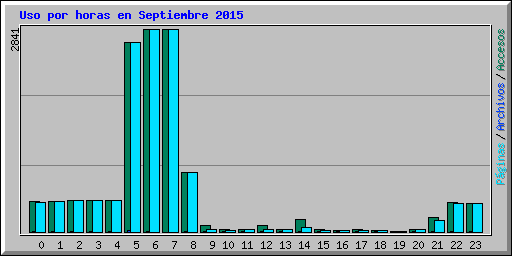 Uso por horas en Septiembre 2015
2841
Páginas / Archivos / Accesos
0 1 2 3 4 5 6 7 8 9 10 11 12 13 14 15 16 17 18 19 20 21 22 23